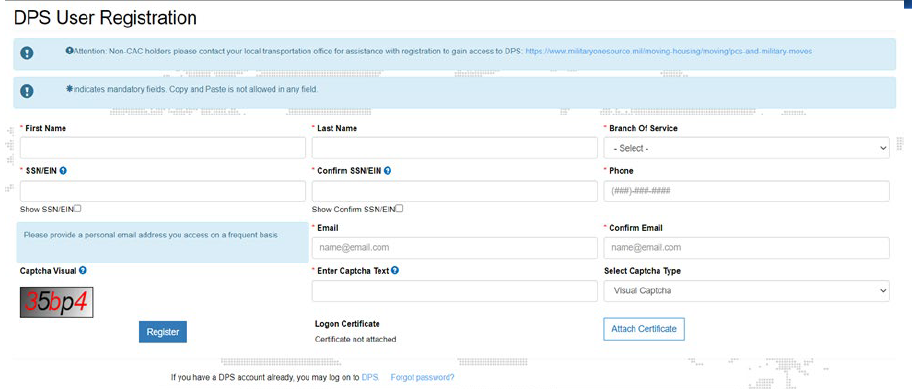 DPS User Registration
Attention: Non-CAC holders please contact your local transportation office for assistance with registration to gain access to DPS: https://www.militaryonesource.mil/moving-housing/moving/pcs-and-military-moves
*indicates mandatory fields. Copy and Paste is not allowed in any field.
* First Name
* Last Name
* Branch Of Service
- Select -
* SSN/EIN
* Confirm SSN/EIN
* Phone
(###)-###-####
Show SSN/EIN
Show Confirm SSN/EIN
Please provide a personal email address you access on a frequent basis
* Email
* Confirm Email
name@email.com
name@email.com
Captcha Visual
* Enter Captcha Text
Select Captcha Type
35bp4
Visual Captcha
Register
Logon Certificate
Certificate not attached
Attach Certificate
If you have a DPS account already, you may log on to DPS Forgot password?